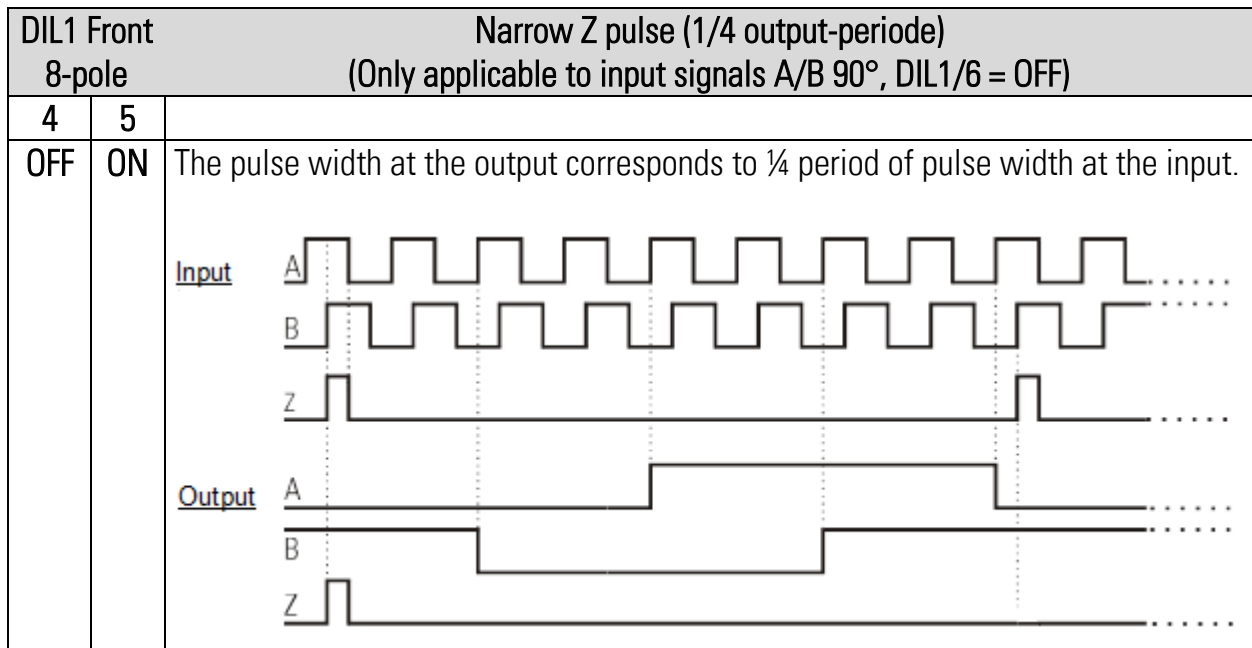 DIL1 Front
8-pole
Narrow Z pulse (1/4 output-periode)
(Only applicable to input signals A/B 90°, DIL1/6 = OFF)
4 5
OFF ON The pulse width at the output corresponds to ¼ period of pulse width at the input.
Input A
B
Z
Output A
B
Z